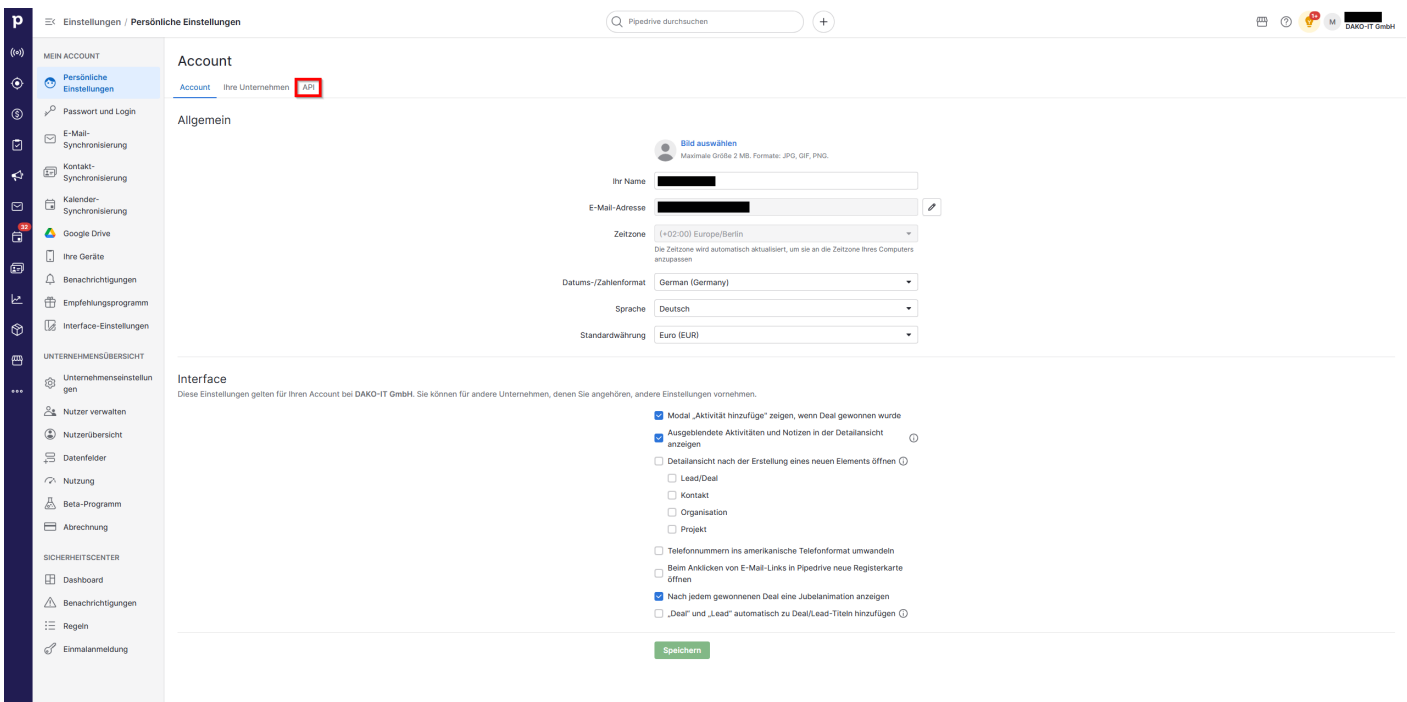 p
Einstellungen / Persönliche Einstellungen
Pipedrive durchsuchen
1+
M
DAKO-IT GmbH
32
MEIN ACCOUNT
Persönliche
Einstellungen
Passwort und Login
E-Mail-
Synchronisierung
Kontakt-
Synchronisierung
Kalender-
Synchronisierung
Google Drive
Ihre Geräte
Benachrichtigungen
Empfehlungsprogramm
Interface-Einstellungen
UNTERNEHMENSÜBERSICHT
Unternehmenseinstellun
gen
Nutzer verwalten
Nutzerübersicht
Datenfelder
Nutzung
Beta-Programm
Abrechnung
SICHERHEITSCENTER
Dashboard
Benachrichtigungen
Regeln
Einmalanmeldung
Account
Account Ihre Unternehmen API
Allgemein
Bild auswählen
Maximale Größe 2 MB. Formate: JPG, GIF, PNG.
Ihr Name
E-Mail-Adresse
Zeitzone (+02:00) Europe/Berlin
Die Zeitzone wird automatisch aktualisiert, um sie an die Zeitzone Ihres Computers
anzupassen
Datums-/Zahlenformat German (Germany)
Sprache Deutsch
Standardwährung Euro (EUR)
Interface
Diese Einstellungen gelten für Ihren Account bei DAKO-IT GmbH. Sie können für andere Unternehmen, denen Sie angehören, andere Einstellungen vornehmen.
Modal „Aktivität hinzufüge" zeigen, wenn Deal gewonnen wurde
Ausgeblendete Aktivitäten und Notizen in der Detailansicht
anzeigen
Detailansicht nach der Erstellung eines neuen Elements öffnen
Lead/Deal
Kontakt
Organisation
Projekt
Telefonnummern ins amerikanische Telefonformat umwandeln
Beim Anklicken von E-Mail-Links in Pipedrive neue Registerkarte
öffnen
Nach jedem gewonnenen Deal eine Jubelanimation anzeigen
„Deal" und „Lead" automatisch zu Deal/Lead-Titeln hinzufügen
Speichern